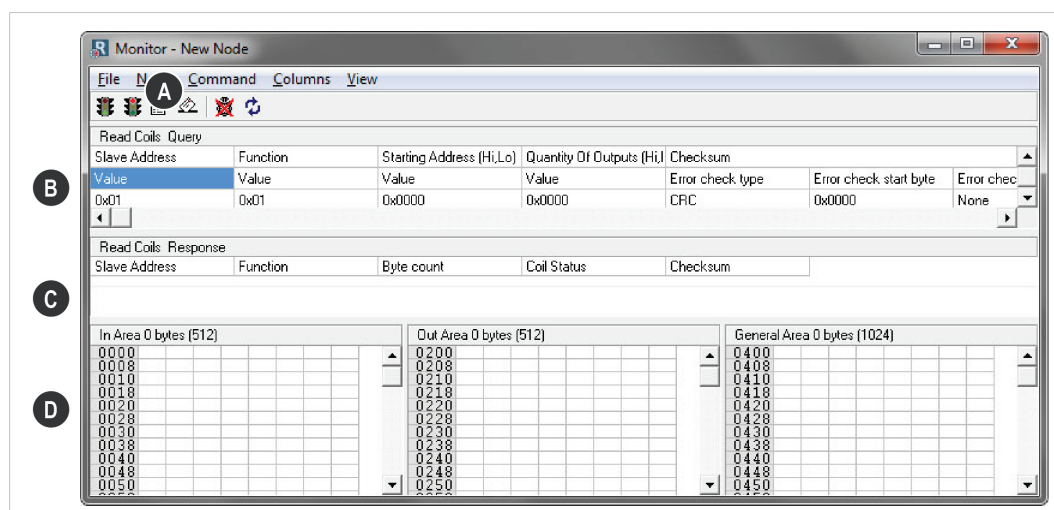 Monitor - New Node
File N Command Columns View
A
Read Coils Query
Slave Address Function Starting Address (Hi,Lo) Quantity Of Outputs (Hi,l Checksum
B
Value Value Value Value Error check type Error check start byte Error chec
0x01 0x01 0x0000 0x0000 CRC 0x0000 None
Read Coils Response
Slave Address Function Byte count Coil Status Checksum
C
In Area 0 bytes (512) Out Area 0 bytes (512) General Area 0 bytes (1024)
0000 0200 0400
0008 0208 0408
0010 0210 0410
0018 0218 0418
D
0020 0220 0420
0028 0228 0428
0030 0230 0430
0038 0238 0438
0040 0240 0440
0048 0248 0448
0050 0250 0450